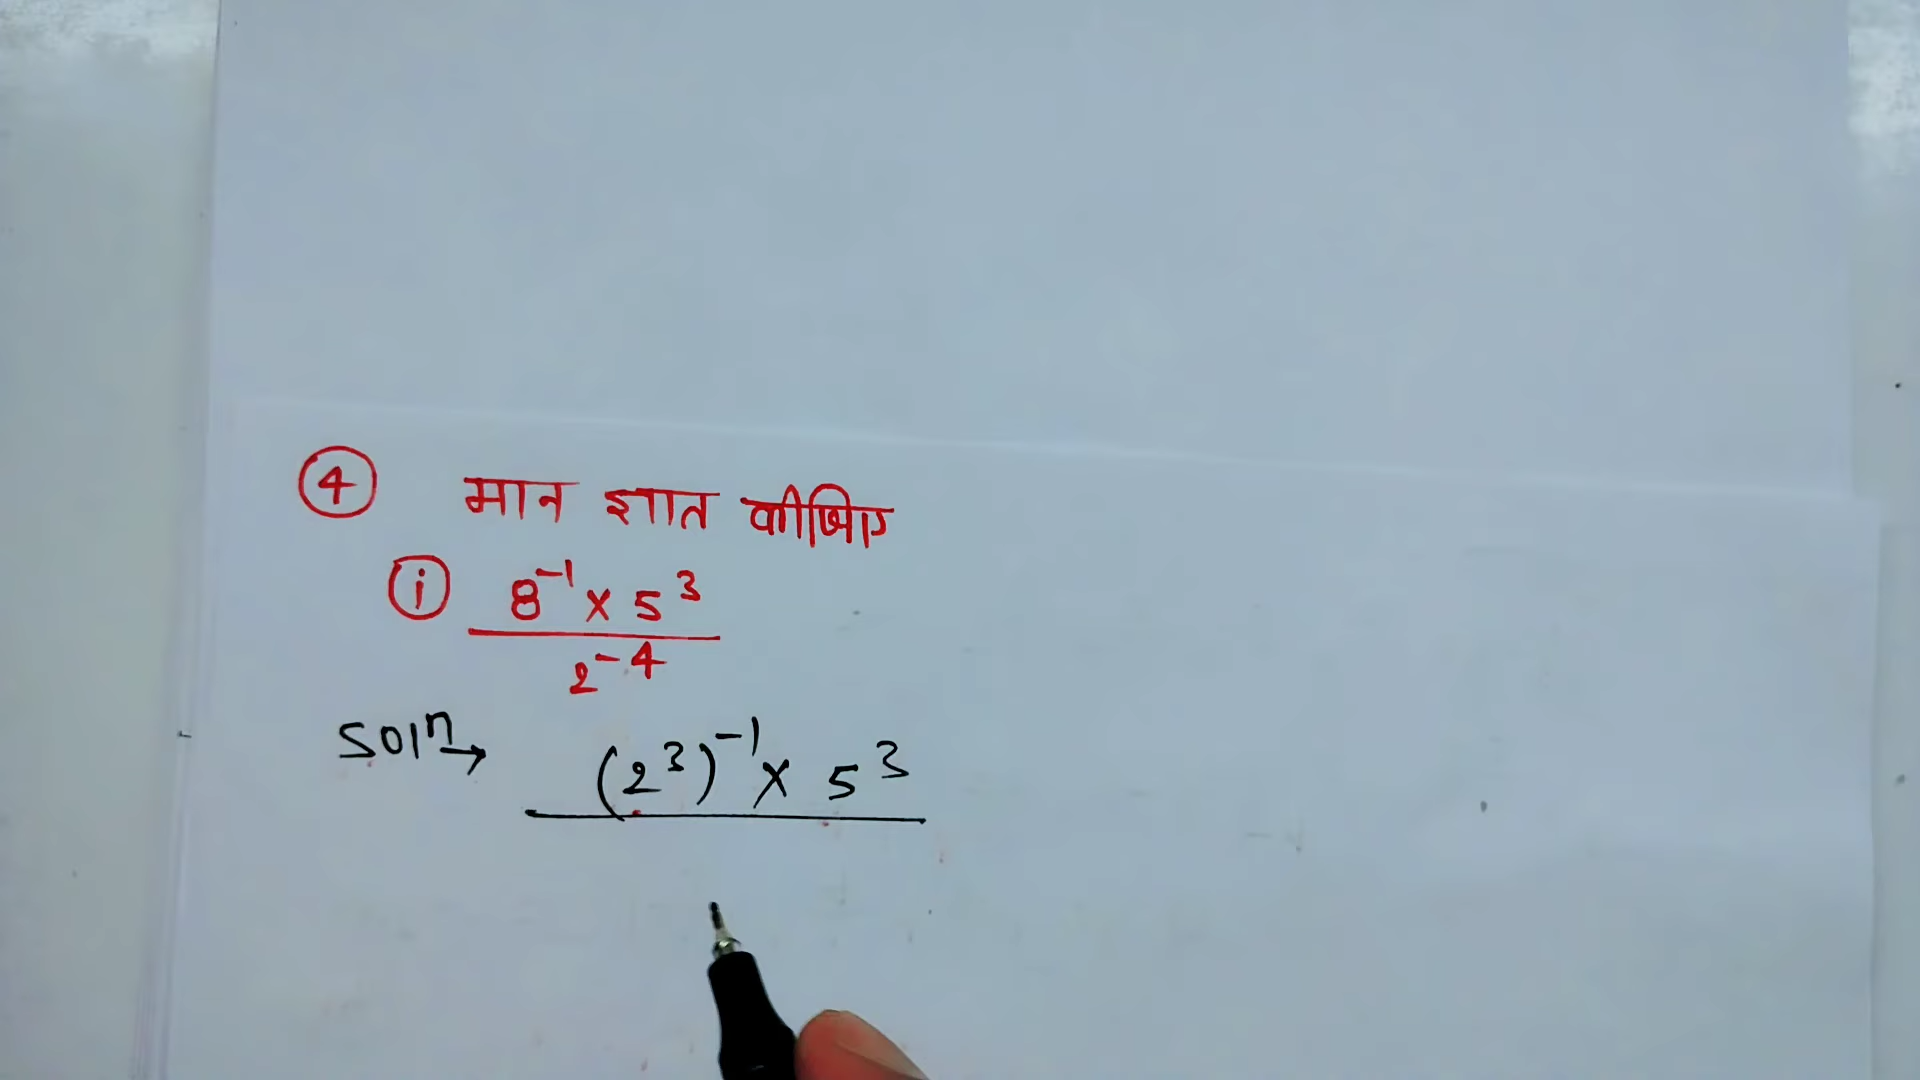 ④ मान ज्ञात कीजिए
ⓘ 8⁻¹ × 5³
2⁻⁴
Solⁿ→ (2³)⁻¹ × 5³